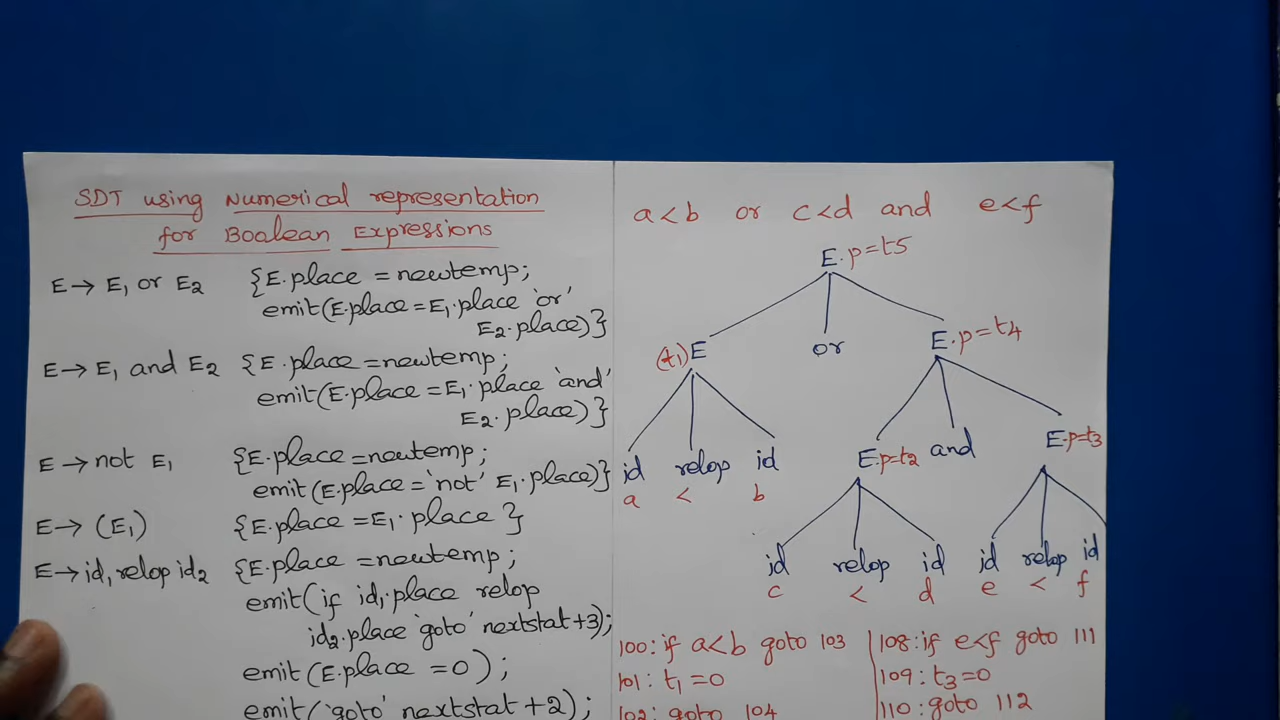 SDT using Numerical representation
for Boolean Expressions
E → E₁ or E₂ {E.place = newtemp;
emit(E.place = E₁.place 'or'
E₂.place)}
E → E₁ and E₂ {E.place = newtemp;
emit(E.place = E₁.place 'and'
E₂.place)}
E → not E₁ {E.place = newtemp;
emit(E.place = 'not' E₁.place)}
E → (E₁) {E.place = E₁.place}
E → id₁ relop id₂ {E.place = newtemp;
emit(if id₁.place relop
id₂.place 'goto' nextstat+3);
emit(E.place = 0);
emit('goto' nextstat+2);
a<b or c<d and e<f
E.p=t5
(t1)E or E.p=t4
E.p=t2 and E.p=t3
id relop id
a < b
id relop id id relop id
c < d e < f
100: if a<b goto 103
101: t₁=0
102: goto 104
108: if e<f goto 111
109: t₃=0
110: goto 112